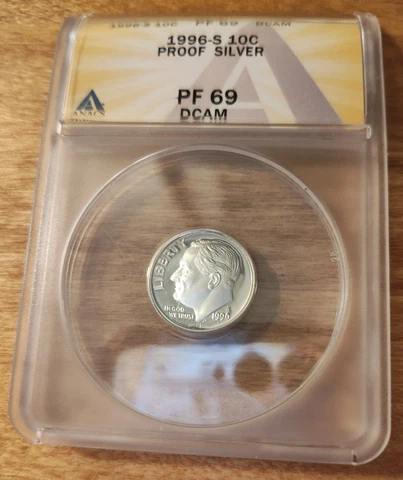 1996-S 10C PF 69 DCAM
1996-S 10C
PROOF SILVER
PF 69
DCAM
ANACS
LIBERTY
IN GOD
WE TRUST
1996